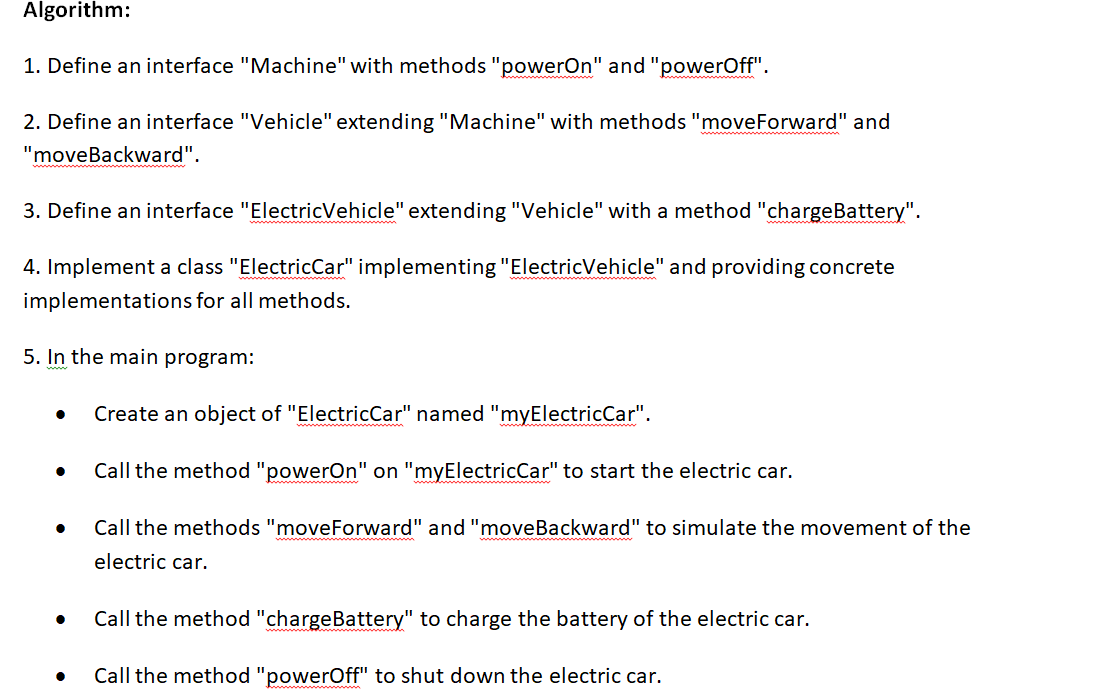 Algorithm:
1. Define an interface "Machine" with methods "powerOn" and "powerOff".
2. Define an interface "Vehicle" extending "Machine" with methods "moveForward" and
"moveBackward".
3. Define an interface "ElectricVehicle" extending "Vehicle" with a method "chargeBattery".
4. Implement a class "ElectricCar" implementing "ElectricVehicle" and providing concrete
implementations for all methods.
5. In the main program:
• Create an object of "ElectricCar" named "myElectricCar".
• Call the method "powerOn" on "myElectricCar" to start the electric car.
• Call the methods "moveForward" and "moveBackward" to simulate the movement of the
electric car.
• Call the method "chargeBattery" to charge the battery of the electric car.
• Call the method "powerOff" to shut down the electric car.